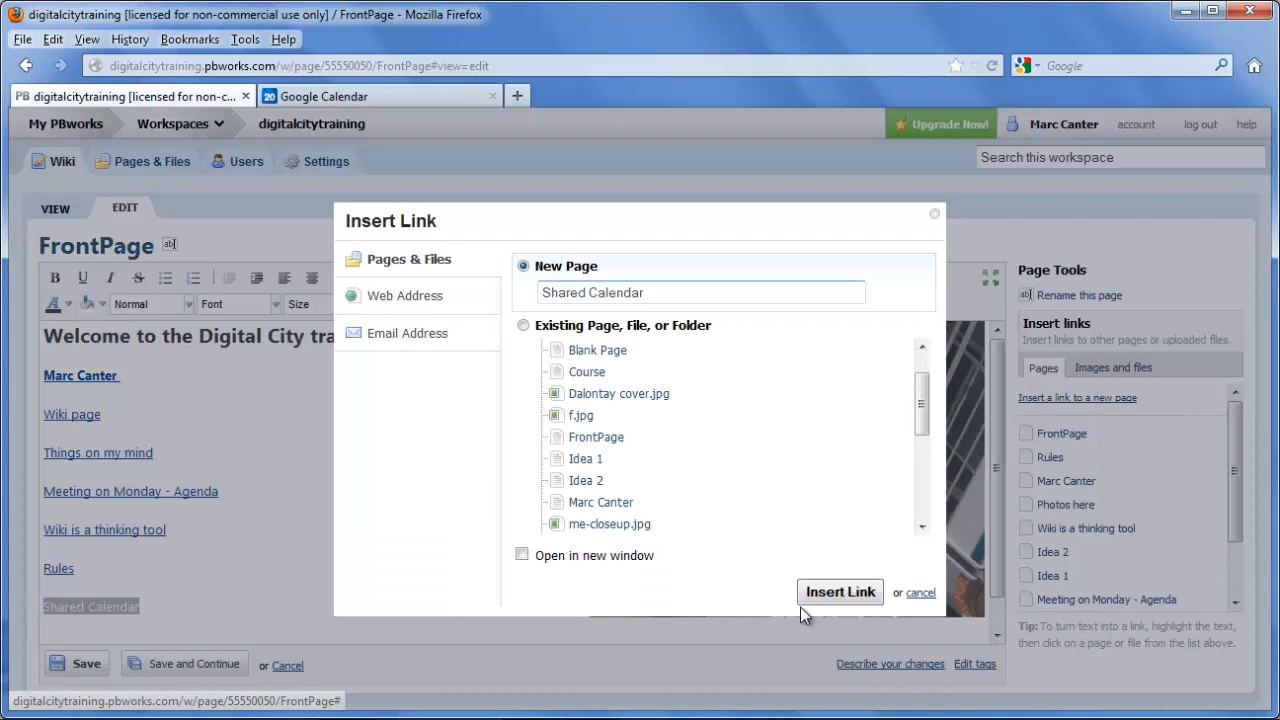 digitalcitytraining [licensed for non-commercial use only] / FrontPage - Mozilla Firefox
File Edit View History Bookmarks Tools Help
digitalcitytraining.pbworks.com/w/page/55550050/FrontPage#view=edit
Google
PB digitalcitytraining [licensed for non-c...
20 Google Calendar
My PBworks Workspaces digitalcitytraining
Upgrade Now! Marc Canter account log out help
Wiki Pages & Files Users Settings
Search this workspace
VIEW EDIT
FrontPage
B U I S
Normal Font Size
Welcome to the Digital City tra
Marc Canter
Wiki page
Things on my mind
Meeting on Monday - Agenda
Wiki is a thinking tool
Rules
Shared Calendar
Save Save and Continue or Cancel
Describe your changes Edit tags
Insert Link
Pages & Files
Web Address
Email Address
New Page
Shared Calendar
Existing Page, File, or Folder
Blank Page
Course
Dalontay cover.jpg
f.jpg
FrontPage
Idea 1
Idea 2
Marc Canter
me-closeup.jpg
Open in new window
Insert Link or cancel
Page Tools
Rename this page
Insert links
Insert links to other pages or uploaded files.
Pages Images and files
Insert a link to a new page
FrontPage
Rules
Marc Canter
Photos here
Wiki is a thinking tool
Idea 2
Idea 1
Meeting on Monday - Agenda
Tip: To turn text into a link, highlight the text,
then click on a page or file from the list above.
digitalcitytraining.pbworks.com/w/page/55550050/FrontPage#